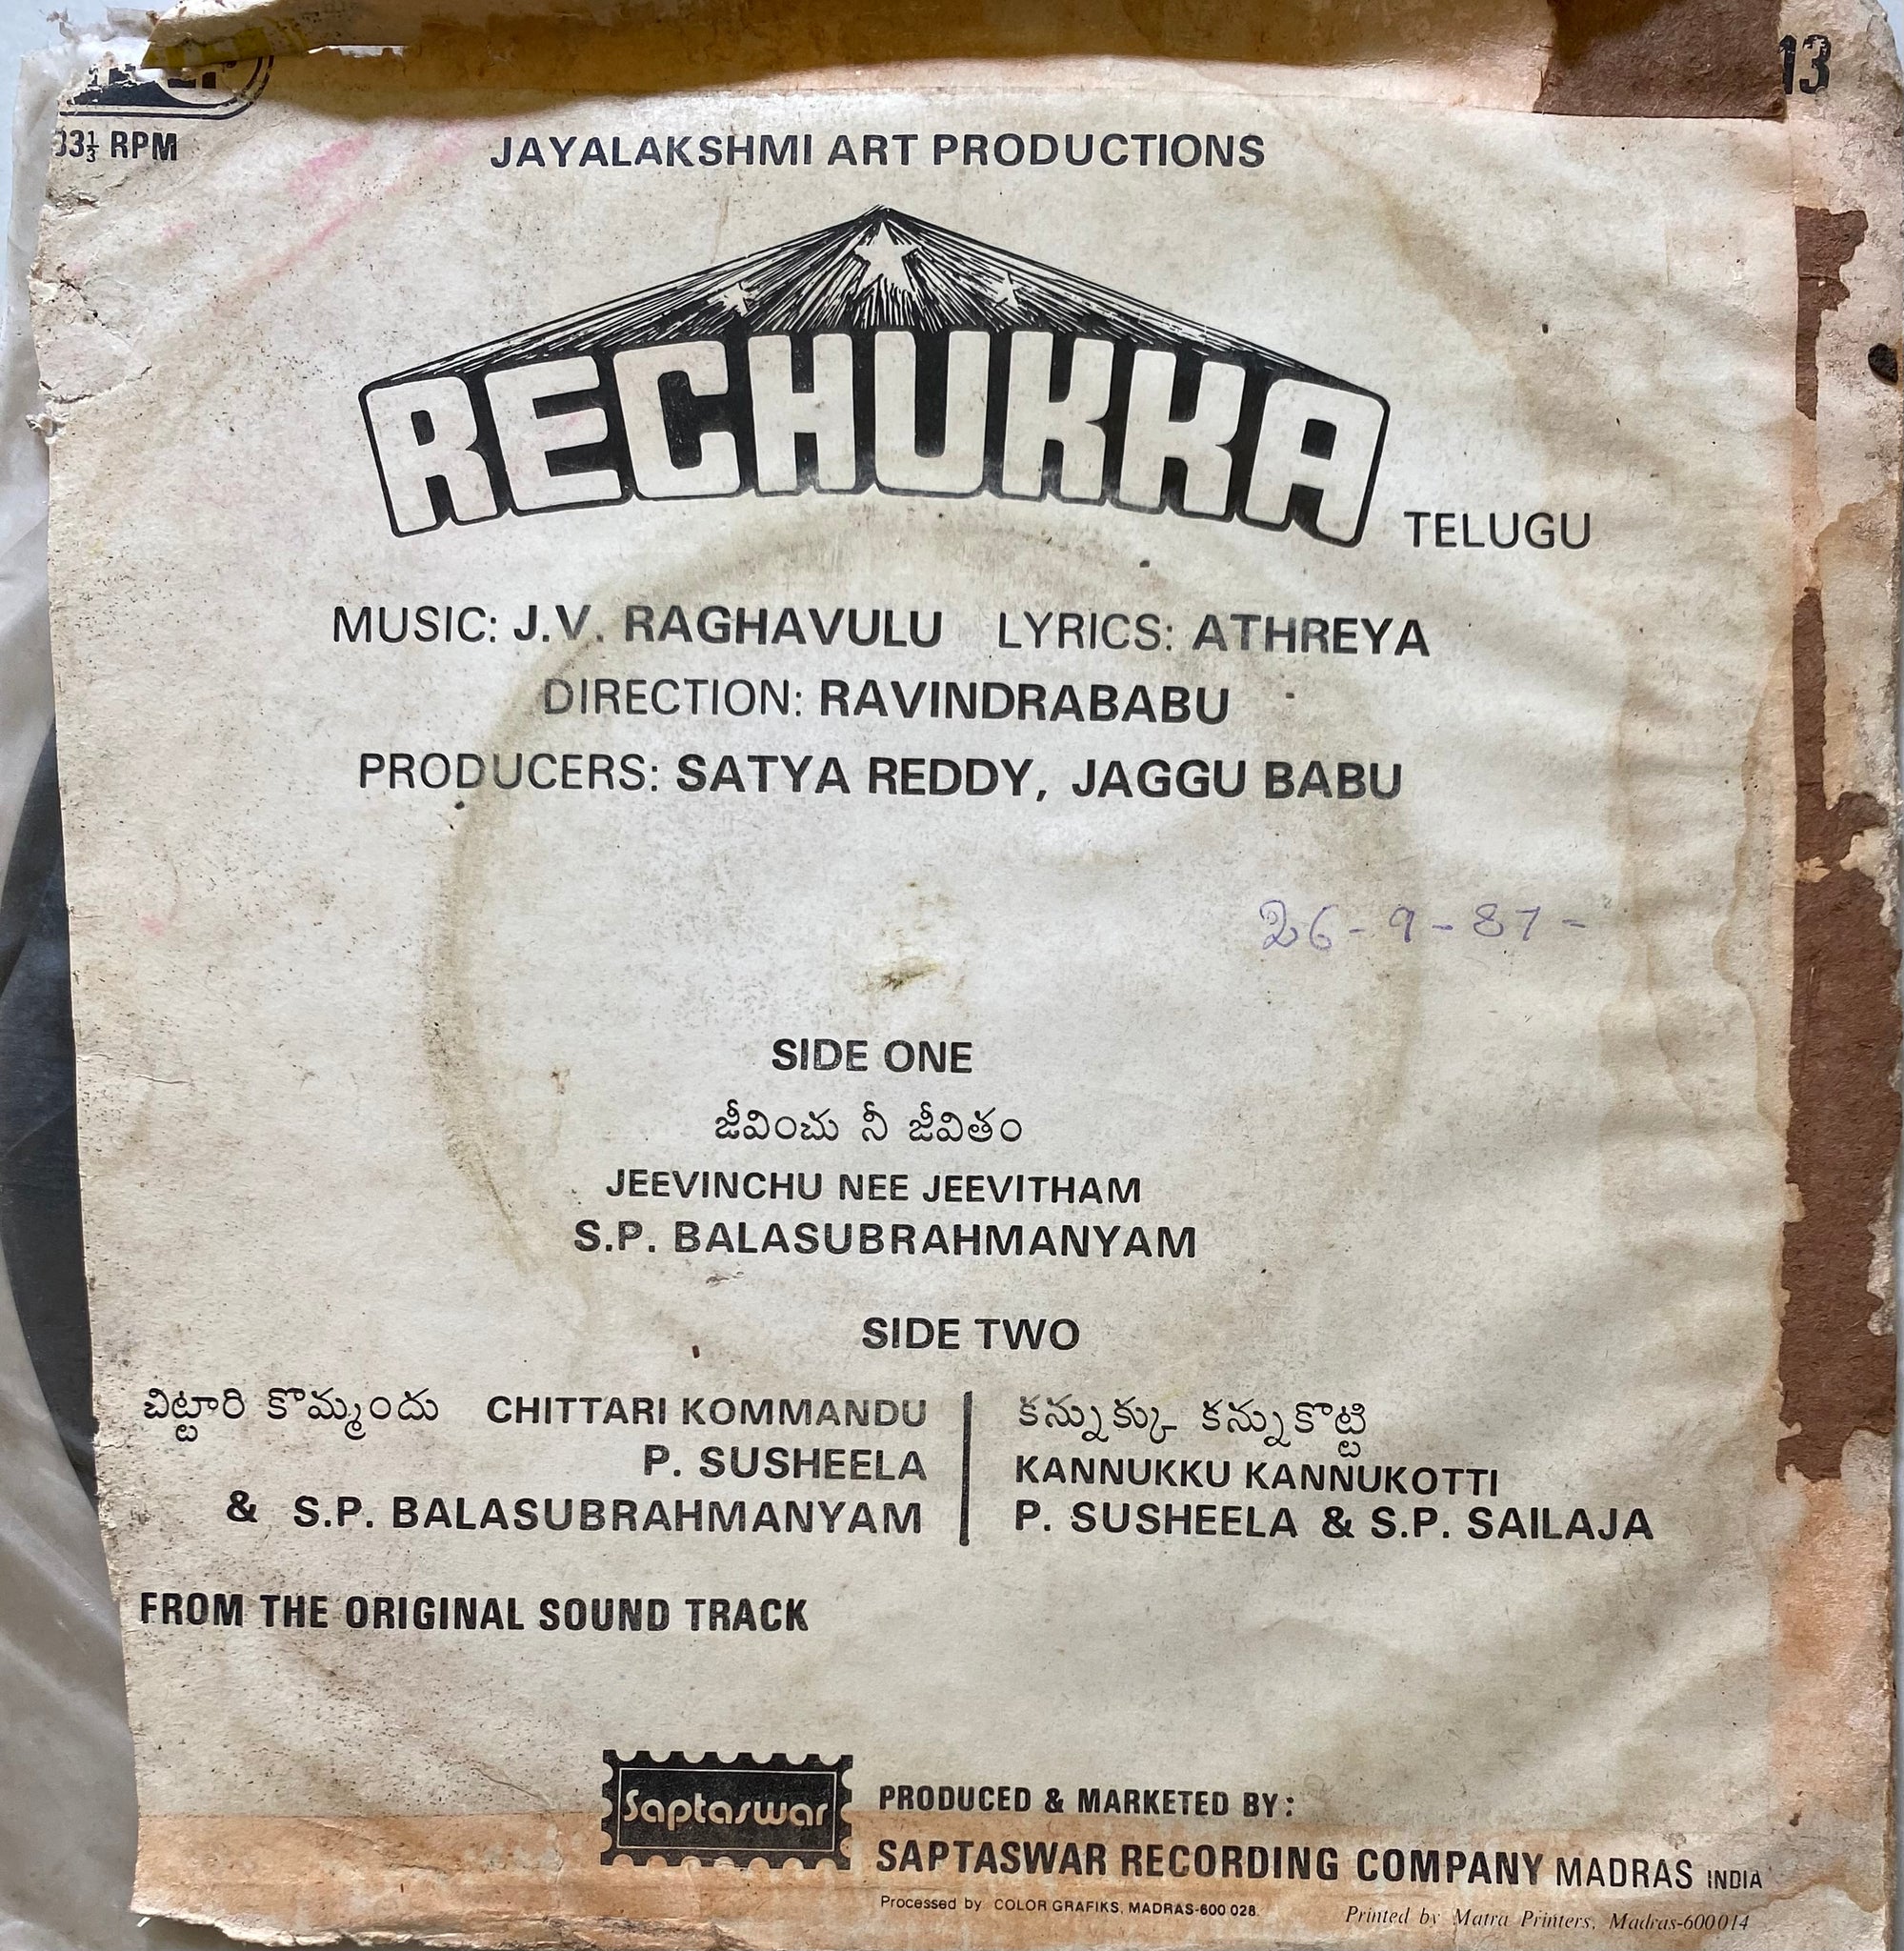 33⅓ RPM
13
JAYALAKSHMI ART PRODUCTIONS
RECHUKKA
TELUGU
MUSIC: J.V. RAGHAVULU LYRICS: ATHREYA
DIRECTION: RAVINDRABABU
PRODUCERS: SATYA REDDY, JAGGU BABU
26-9-87-
SIDE ONE
జీవించు నీ జీవితం
JEEVINCHU NEE JEEVITHAM
S.P. BALASUBRAHMANYAM
SIDE TWO
చిట్టారి కొమ్మందు CHITTARI KOMMANDU
P. SUSHEELA
& S.P. BALASUBRAHMANYAM
కన్నుక్కు కన్నుకొట్టి
KANNUKKU KANNUKOTTI
P. SUSHEELA & S.P. SAILAJA
FROM THE ORIGINAL SOUND TRACK
Saptaswar
PRODUCED & MARKETED BY:
SAPTASWAR RECORDING COMPANY MADRAS INDIA
Processed by COLOR GRAFIKS, MADRAS-600 028.
Printed by Matra Printers, Madras-600014